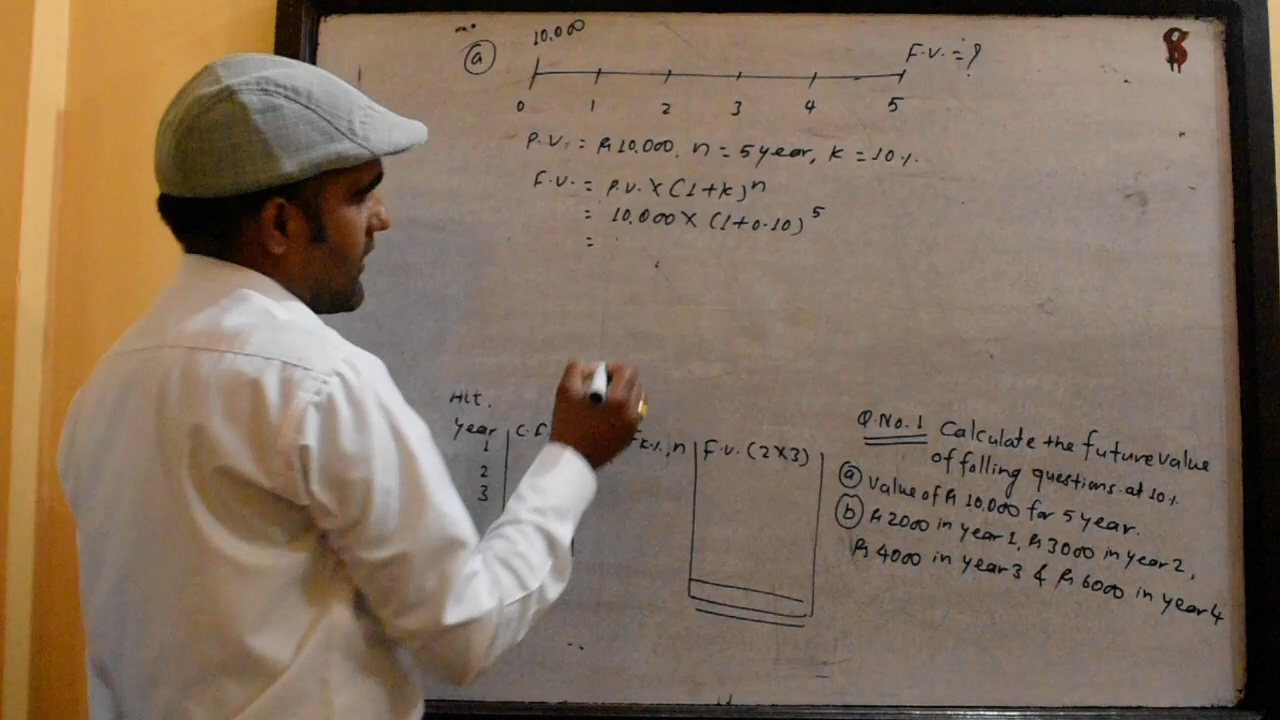 10,000
(a) F.V. = ?
0 1 2 3 4 5
P.V. = Rs 10,000, n = 5 year, K = 10%.
F.V. = P.V. X (1+K)^n
= 10,000 X (1+0.10)^5
=
Alt.
Year C.F K%, n F.V. (2X3)
1
2
3
Q.No. 1 Calculate the future value
of folling questions at 10%
(a) Value of Rs 10,000 for 5 year.
(b) Rs 2000 in year 1, Rs 3000 in year 2,
Rs 4000 in year 3 & Rs 6000 in year 4